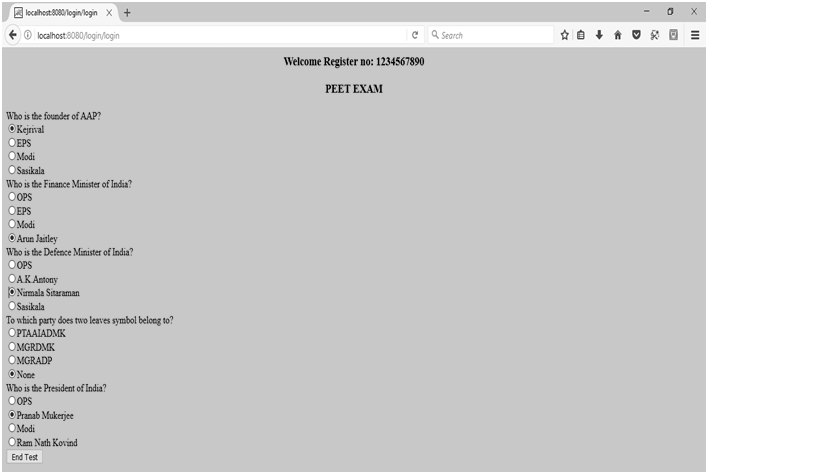 localhost:8080/login/login
localhost:8080/login/login
Search
Welcome Register no: 1234567890
PEET EXAM
Who is the founder of AAP?
Kejrival
EPS
Modi
Sasikala
Who is the Finance Minister of India?
OPS
EPS
Modi
Arun Jaitley
Who is the Defence Minister of India?
OPS
A.K.Antony
Nirmala Sitaraman
Sasikala
To which party does two leaves symbol belong to?
PTAAIADMK
MGRDMK
MGRADP
None
Who is the President of India?
OPS
Pranab Mukerjee
Modi
Ram Nath Kovind
End Test